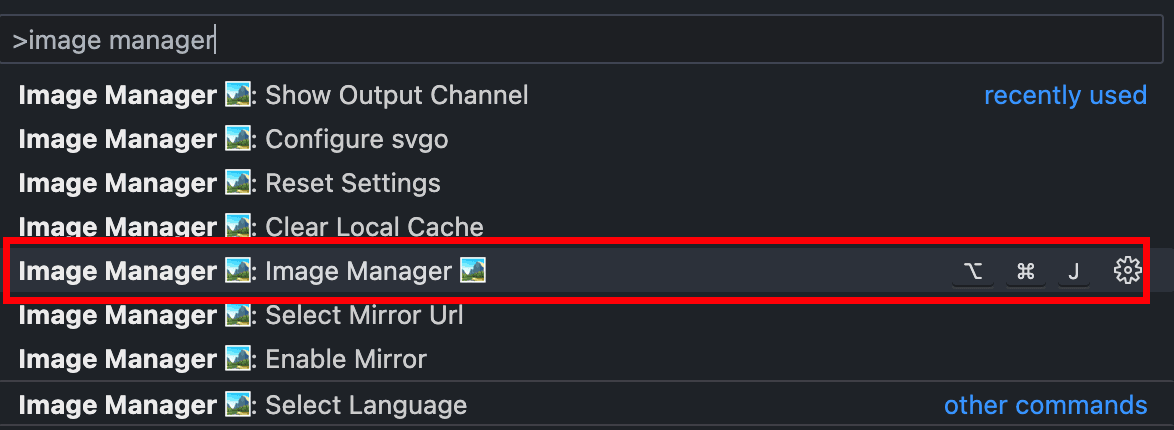 >image manager
Image Manager 🏞️: Show Output Channel recently used
Image Manager 🏞️: Configure svgo
Image Manager 🏞️: Reset Settings
Image Manager 🏞️: Clear Local Cache
Image Manager 🏞️: Image Manager 🏞️ ⌥ ⌘ J
Image Manager 🏞️: Select Mirror Url
Image Manager 🏞️: Enable Mirror
Image Manager 🏞️: Select Language other commands